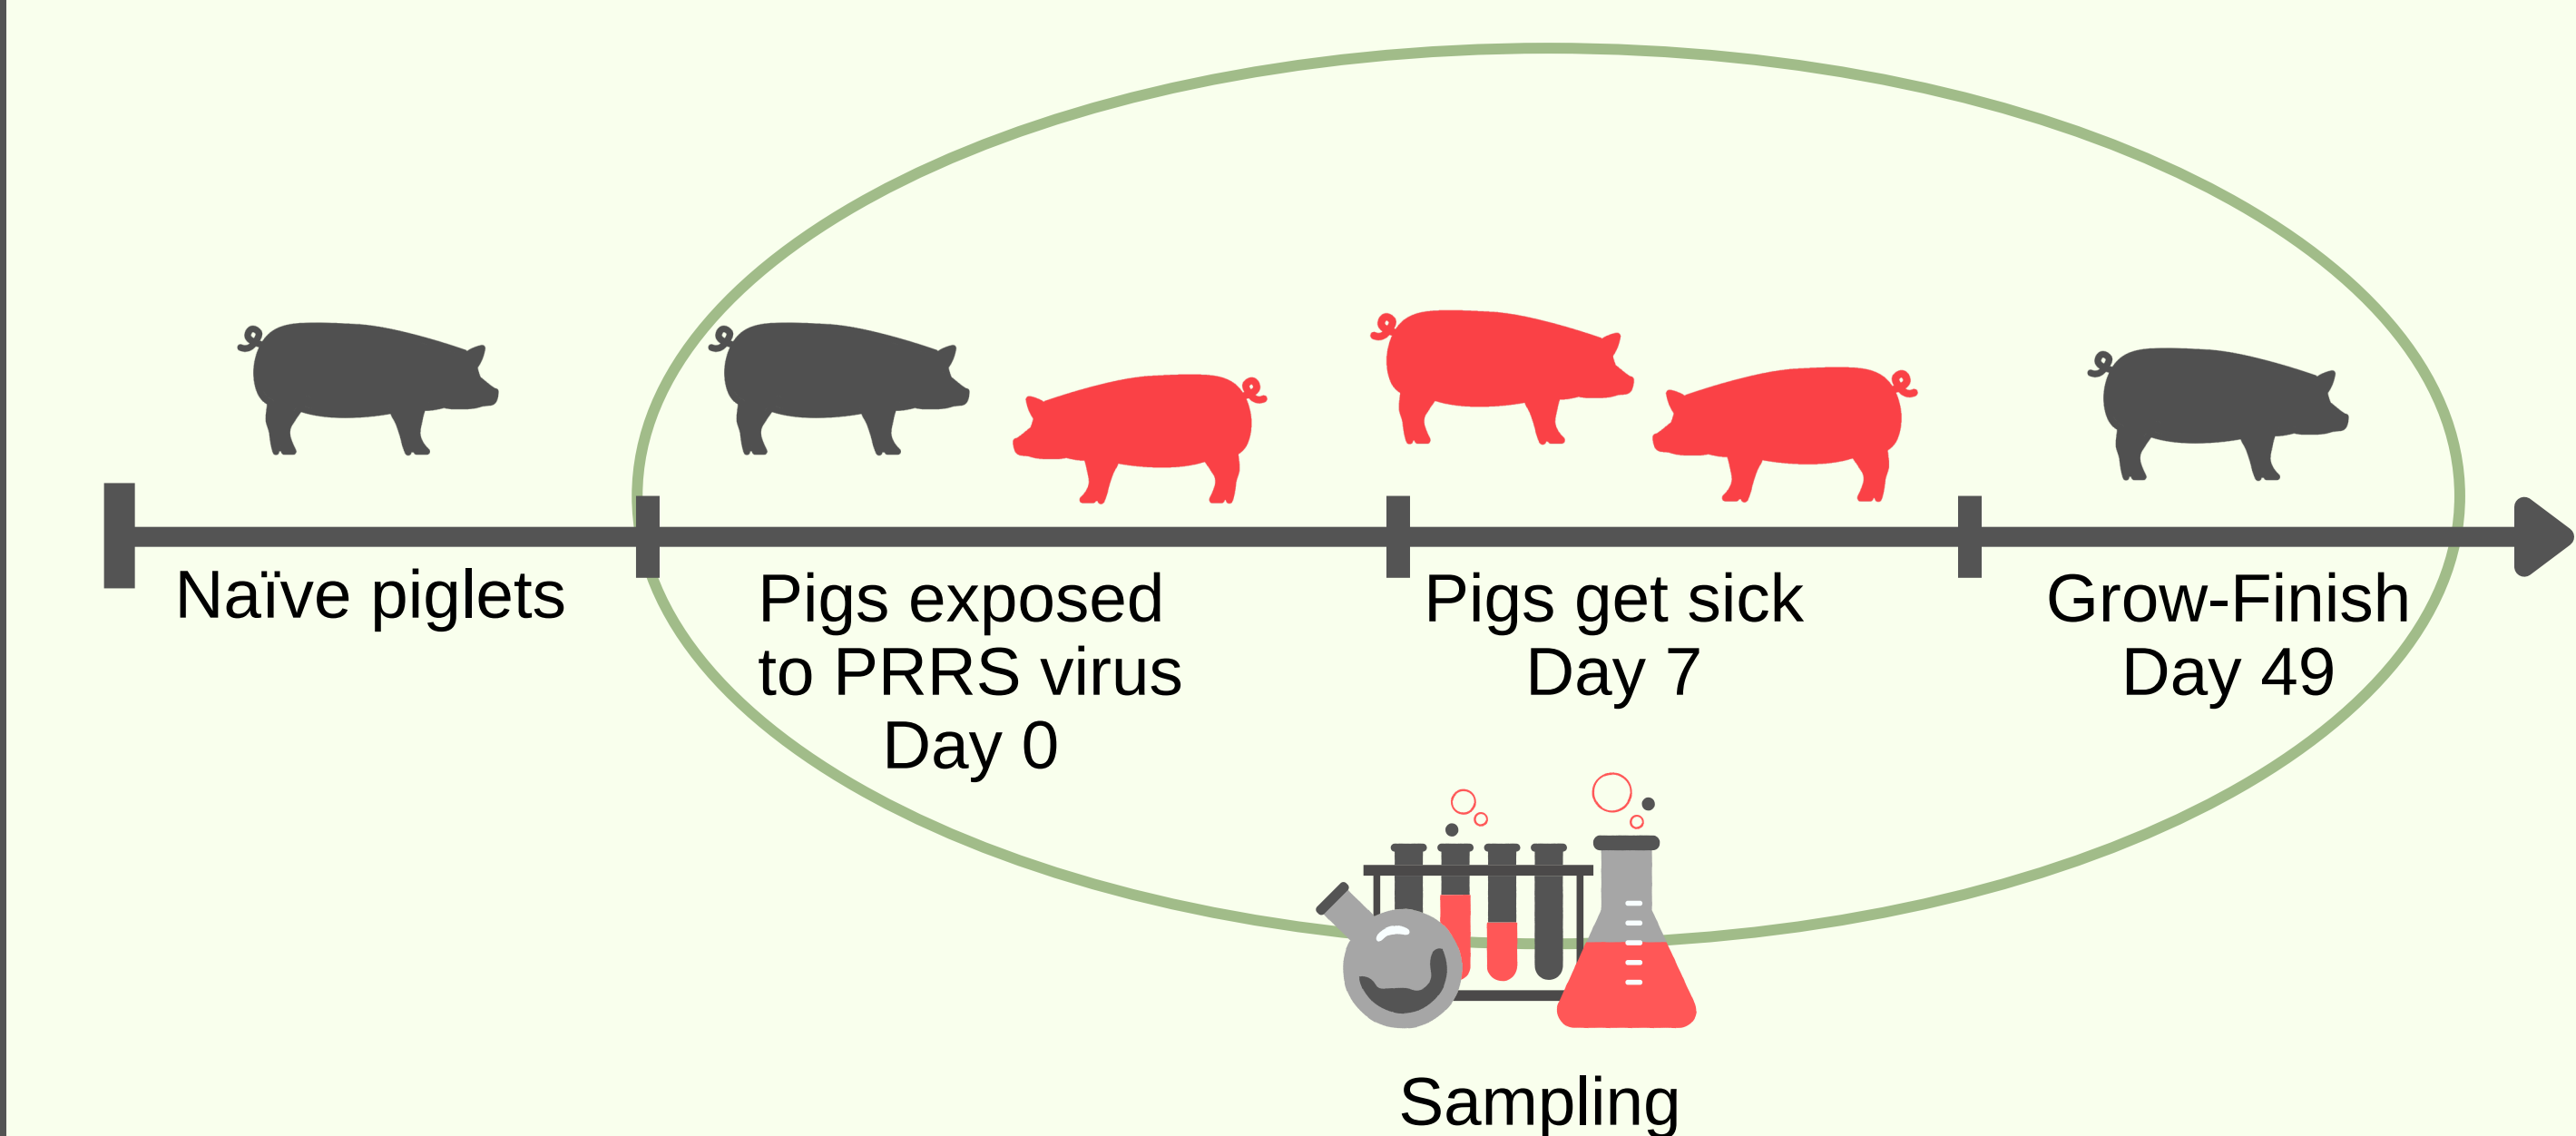 Naïve piglets
Pigs exposed
to PRRS virus
Day 0
Pigs get sick
Day 7
Grow-Finish
Day 49
Sampling